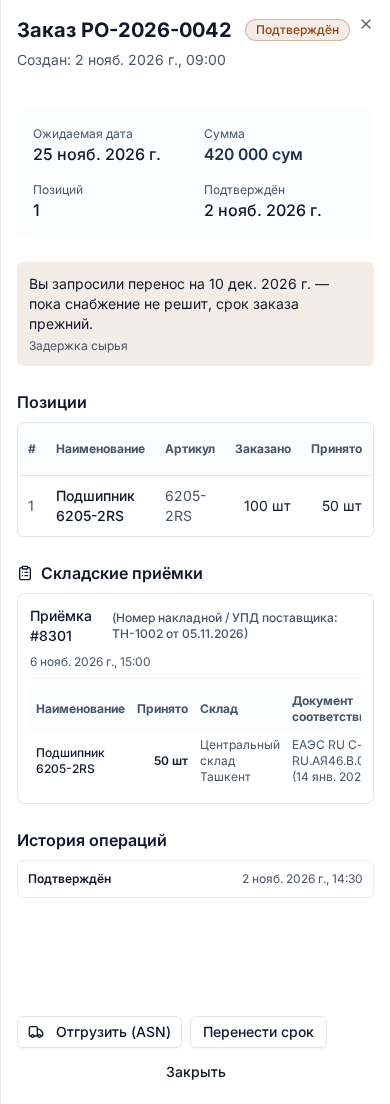 Заказ PO-2026-0042 Подтверждён
Создан: 2 нояб. 2026 г., 09:00
Ожидаемая дата Сумма
25 нояб. 2026 г. 420 000 сум
Позиций Подтверждён
1 2 нояб. 2026 г.
Вы запросили перенос на 10 дек. 2026 г. —
пока снабжение не решит, срок заказа
прежний.
Задержка сырья
Позиции
# Наименование Артикул Заказано Принято
1 Подшипник 6205- 100 шт 50 шт
6205-2RS 2RS
Складские приёмки
Приёмка (Номер накладной / УПД поставщика:
#8301 ТН-1002 от 05.11.2026)
6 нояб. 2026 г., 15:00
Наименование Принято Склад Документ
соответств
Подшипник 50 шт Центральный ЕАЭС RU С-
6205-2RS склад RU.АЯ46.В.0
Ташкент (14 янв. 202
История операций
Подтверждён 2 нояб. 2026 г., 14:30
Отгрузить (ASN) Перенести срок
Закрыть